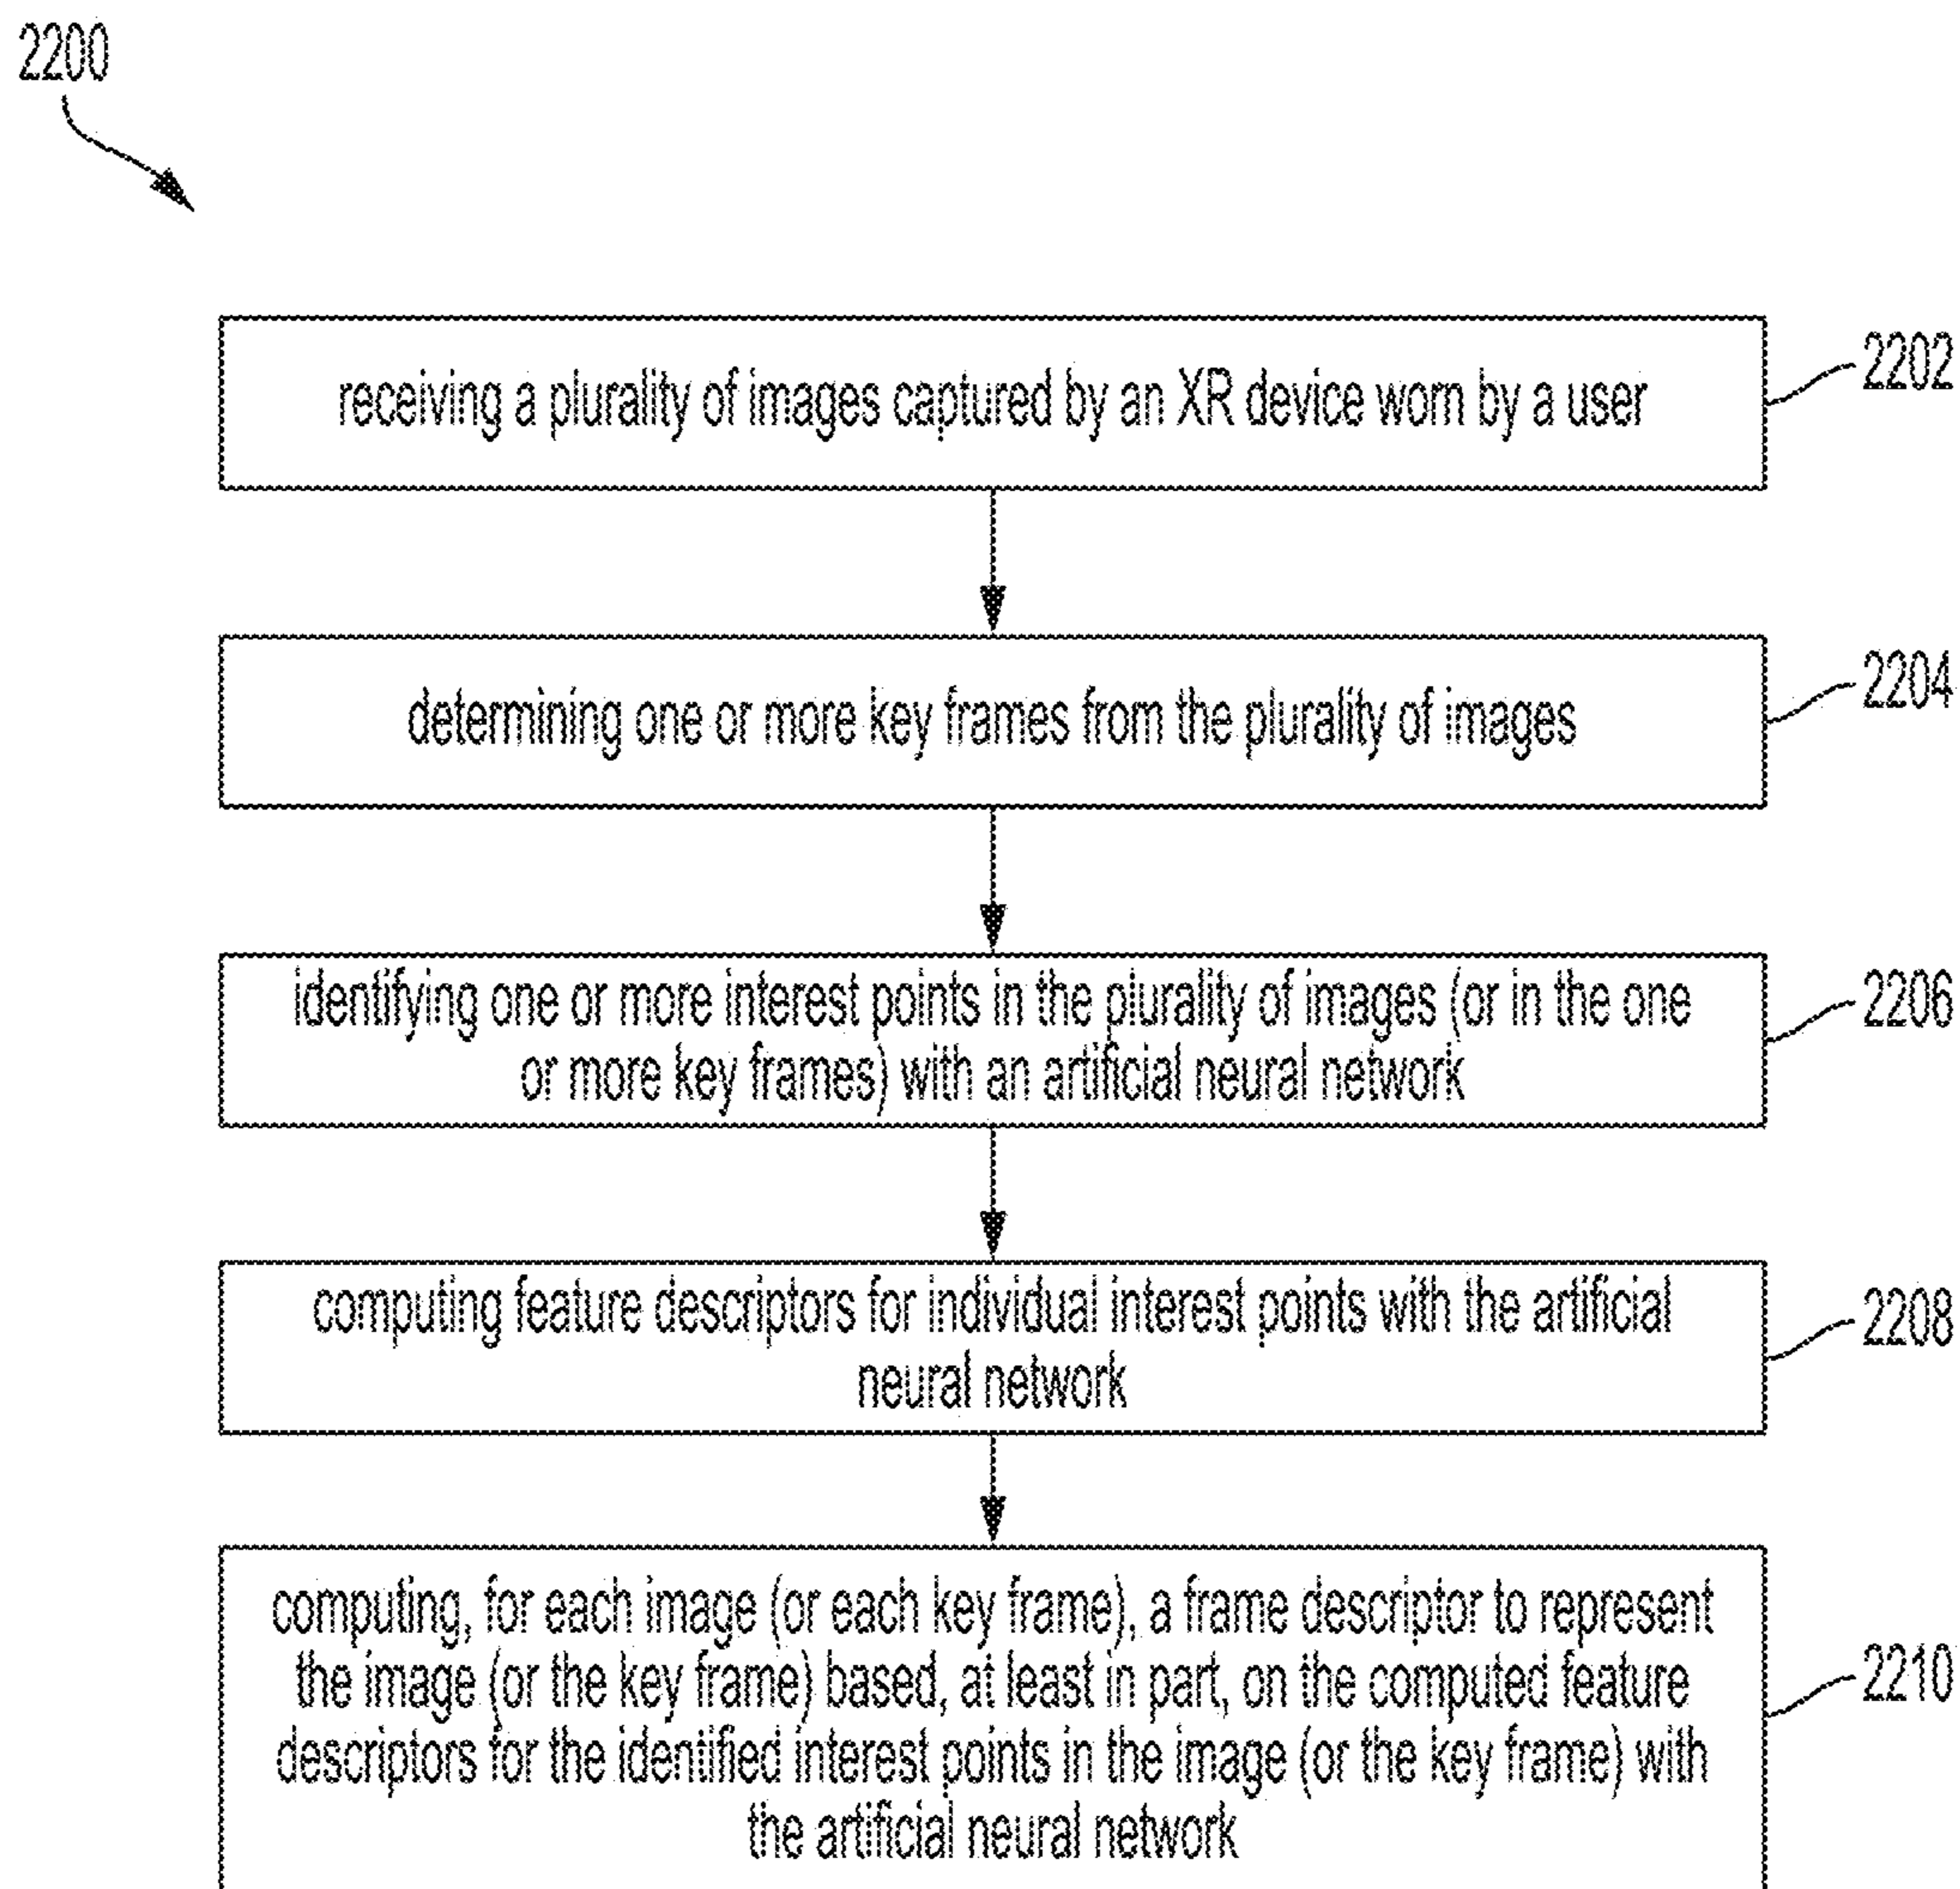 2200
receiving a plurality of images captured by an XR device worn by a user
2202
determining one or more key frames from the plurality of images
2204
identifying one or more interest points in the plurality of images (or in the one
or more key frames) with an artificial neural network
2206
computing feature descriptors for individual interest points with the artificial
neural network
2208
computing, for each image (or each key frame), a frame descriptor to represent
the image (or the key frame) based, at least in part, on the computed feature
descriptors for the identified interest points in the image (or the key frame) with
the artificial neural network
2210